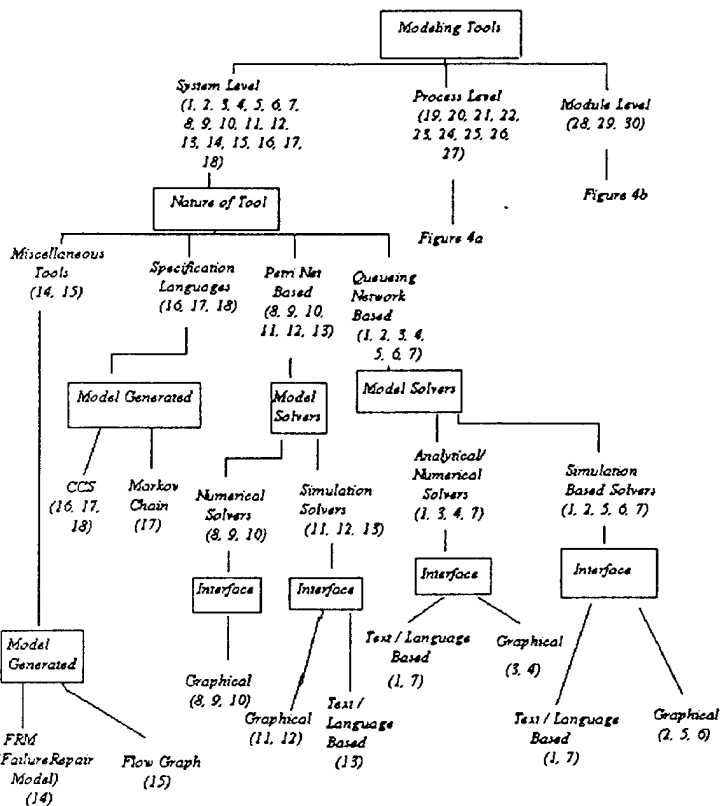 Modeling Tools
System Level
(1, 2, 3, 4, 5, 6, 7,
8, 9, 10, 11, 12,
13, 14, 15, 16, 17,
18)
Process Level
(19, 20, 21, 22,
23, 24, 25, 26,
27)
Module Level
(28, 29, 30)
Figure 4a
Figure 4b
Nature of Tool
Miscellaneous
Tools
(14, 15)
Specification
Languages
(16, 17, 18)
Petri Net
Based
(8, 9, 10,
11, 12, 13)
Queueing
Network
Based
(1, 2, 3, 4,
5, 6, 7)
Model Generated
Model
Solvers
Model Solvers
CCS
(16, 17,
18)
Markov
Chain
(17)
Numerical
Solvers
(8, 9, 10)
Simulation
Solvers
(11, 12, 13)
Analytical/
Numerical
Solvers
(1, 3, 4, 7)
Simulation
Based Solvers
(1, 2, 5, 6, 7)
Interface
Interface
Interface
Interface
Model
Generated
Graphical
(8, 9, 10)
Graphical
(11, 12)
Text /
Language
Based
(13)
Text / Language
Based
(1, 7)
Graphical
(3, 4)
Text / Language
Based
(1, 7)
Graphical
(2, 5, 6)
FRM
(FailureRepair
Model)
(14)
Flow Graph
(15)